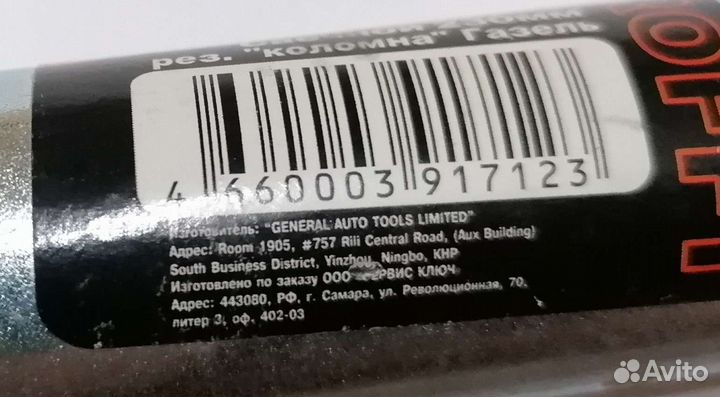 230мм
рез. "коломна" Газель
4 660003 917123
Изготовитель: "GENERAL AUTO TOOLS LIMITED"
Адрес: Room 1905, #757 Rili Central Road, (Aux Building)
South Business District, Yinzhou, Ningbo, КНР
Изготовлено по заказу ООО "СЕРВИС КЛЮЧ"
Адрес: 443080, РФ, г. Самара, ул. Революционная, 70,
литер 3, оф. 402-03
Avito